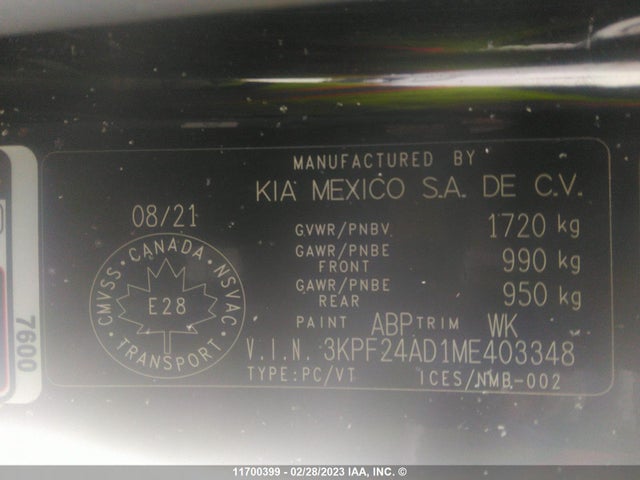 MANUFACTURED BY
KIA MEXICO S.A. DE C.V.
08/21
GVWR/PNBV 1720 kg
GAWR/PNBE FRONT 990 kg
GAWR/PNBE REAR 950 kg
PAINT ABP TRIM WK
V.I.N. 3KPF24AD1ME403348
TYPE:PC/VT ICES/NMB-002
CMVSS · CANADA · NSVAC
E28
TRANSPORT
7600
11700399 - 02/28/2023 IAA, INC. ©